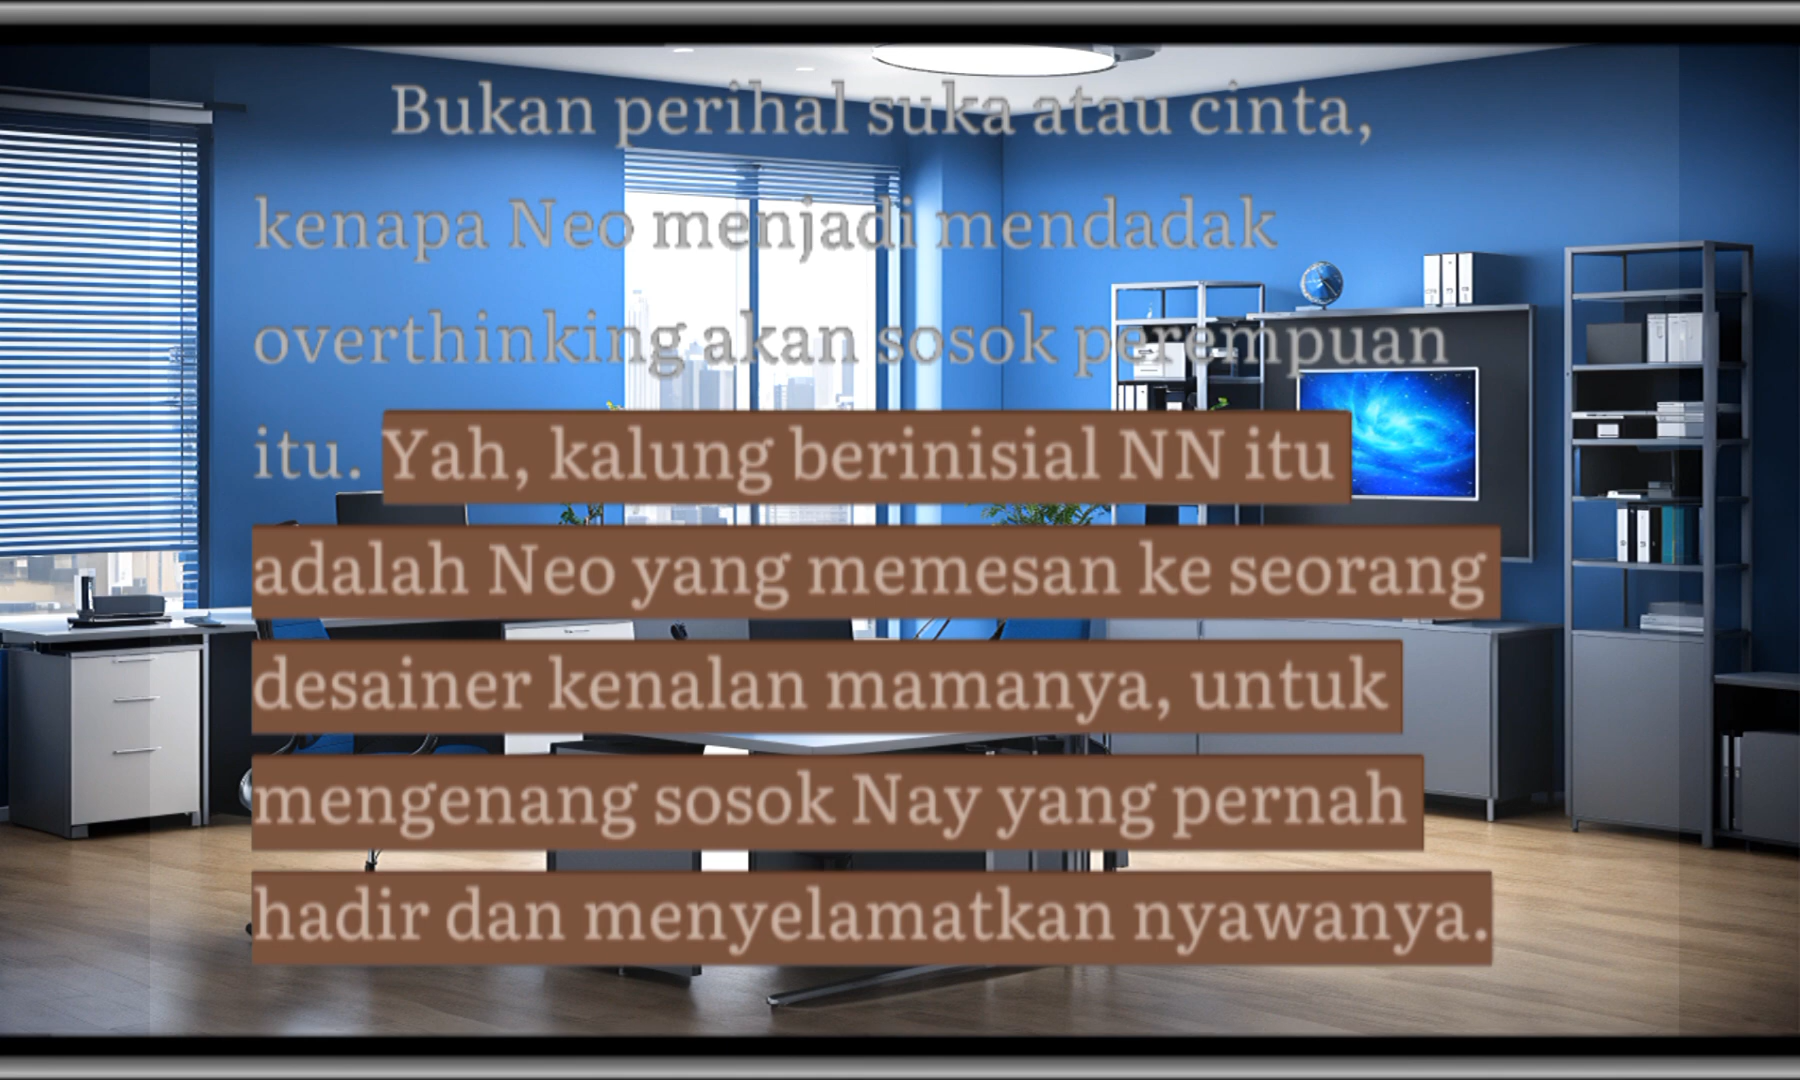 Bukan perihal suka atau cinta,
kenapa Neo menjadi mendadak
overthinking akan sosok perempuan
itu. Yah, kalung berinisial NN itu
adalah Neo yang memesan ke seorang
desainer kenalan mamanya, untuk
mengenang sosok Nay yang pernah
hadir dan menyelamatkan nyawanya.